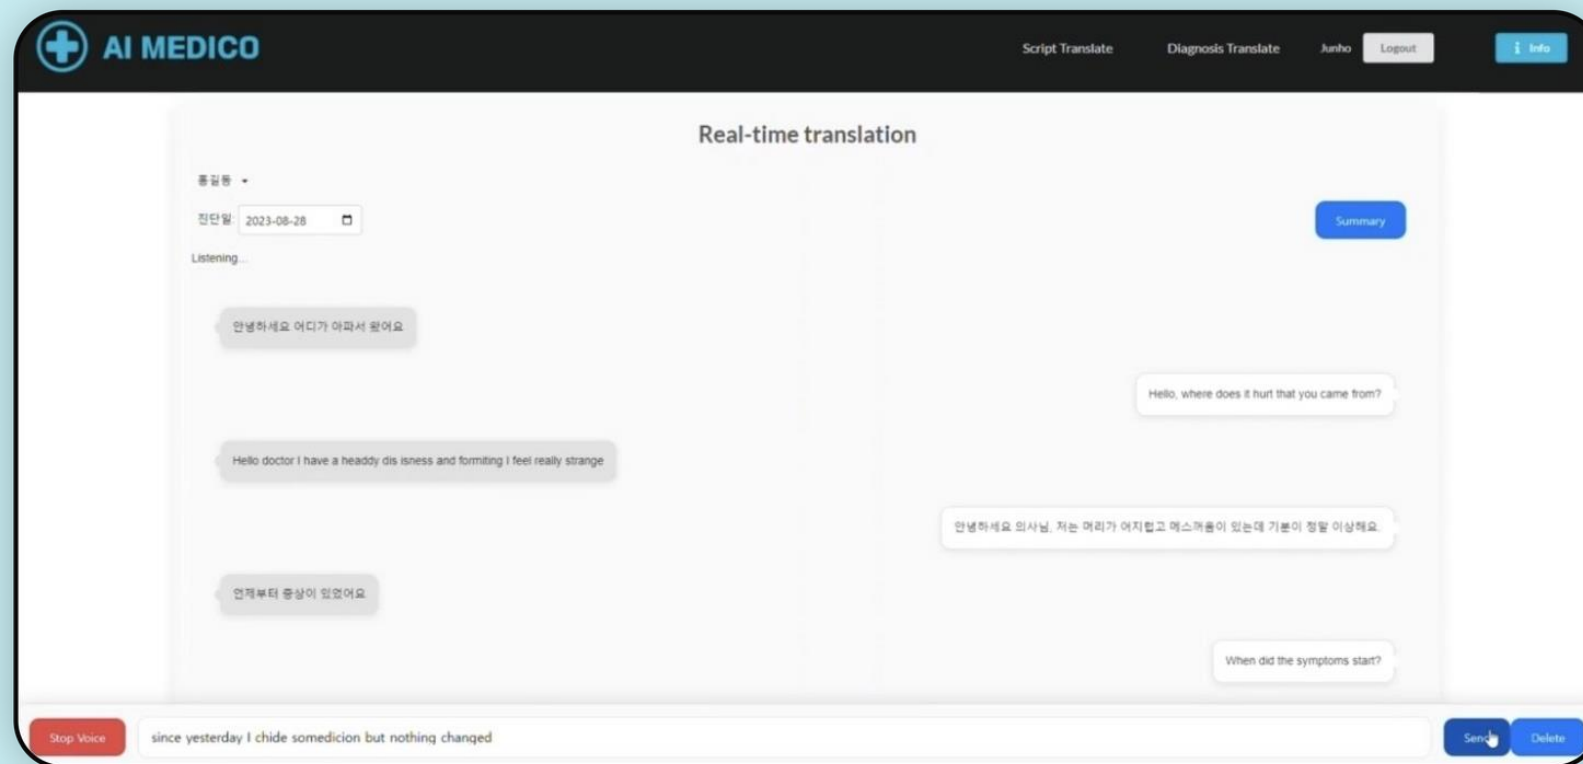 AI MEDICO
Script Translate
Diagnosis Translate
Junho
Logout
i Info
Real-time translation
홍길동
진단일: 2023-08-28
Summary
Listening...
안녕하세요 어디가 아파서 왔어요
Hello, where does it hurt that you came from?
Hello doctor I have a headdy dis isness and formiting I feel really strange
안녕하세요 의사님, 저는 머리가 어지럽고 메스꺼움이 있는데 기분이 정말 이상해요.
언제부터 증상이 있었어요
When did the symptoms start?
Stop Voice
since yesterday I chide somedicion but nothing changed
Send
Delete